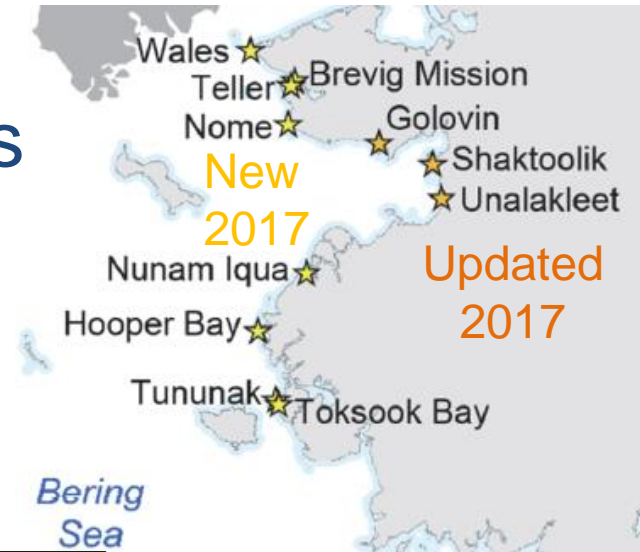 Wales
Teller
Brevig Mission
Nome
Golovin
s
New
2017
Shaktoolik
Unalakleet
Nunam Iqua
Updated
2017
Hooper Bay
Tununak
Toksook Bay
Bering
Sea